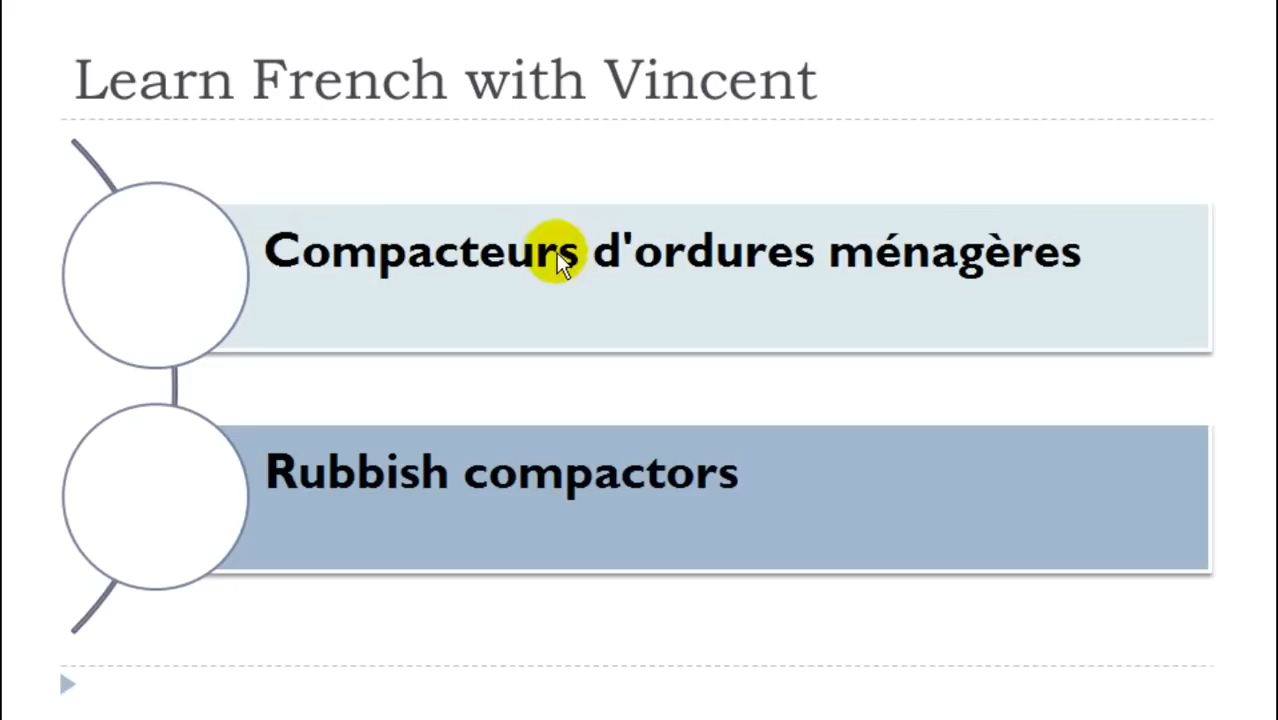 Learn French with Vincent
Compacteurs d'ordures ménagères
Rubbish compactors